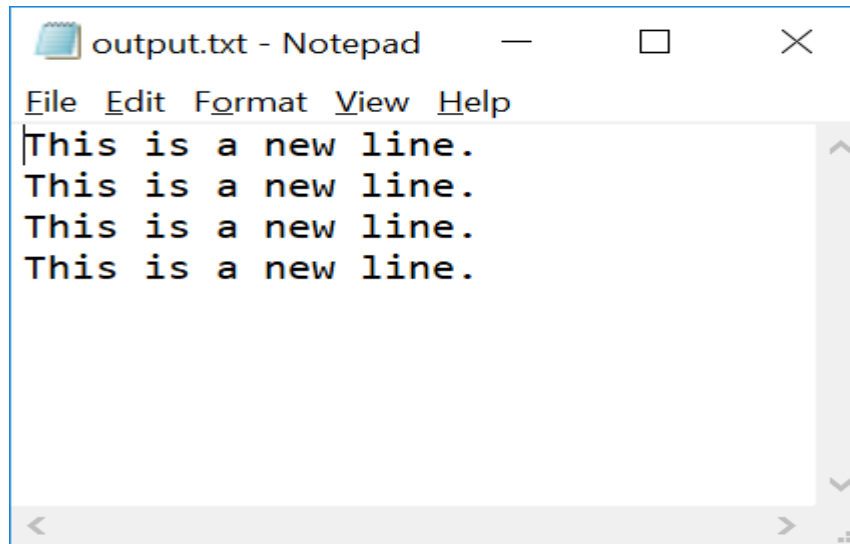 output.txt - Notepad
File Edit Format View Help
This is a new line.
This is a new line.
This is a new line.
This is a new line.